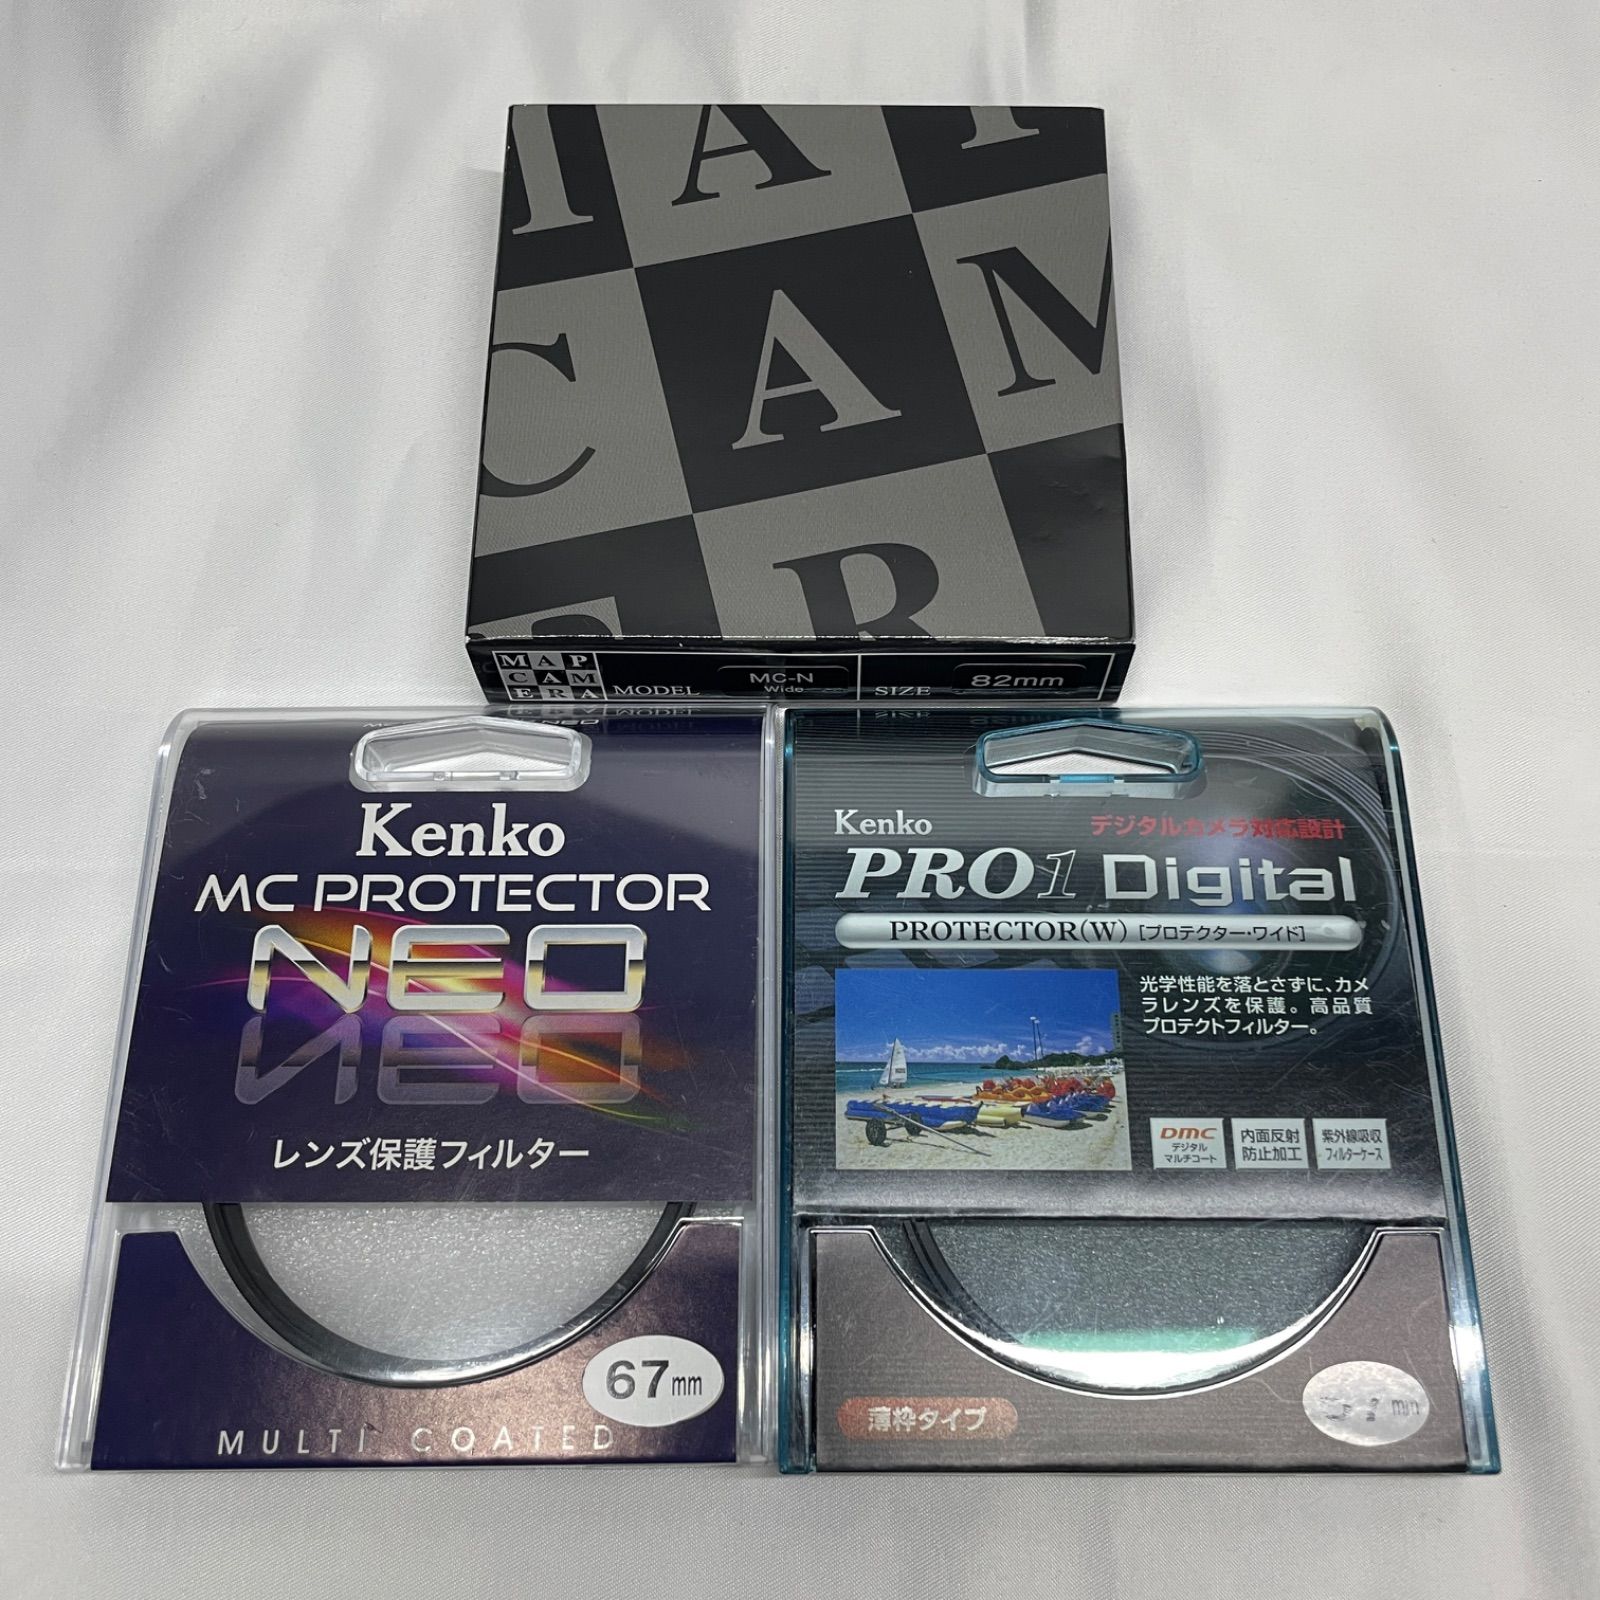 MAP
CAM
ERA
MODEL
MC-N
Wide
SIZE
82mm
Kenko
MC PROTECTOR
NEO
レンズ保護フィルター
67mm
MULTI COATED
Kenko
デジタルカメラ対応設計
PRO1 Digital
PROTECTOR(W) [プロテクター・ワイド]
光学性能を落とさずに、カメ
ラレンズを保護。高品質
プロテクトフィルター。
DMC
デジタル
マルチコート
内面反射
防止加工
紫外線吸収
フィルターケース
薄枠タイプ
mm